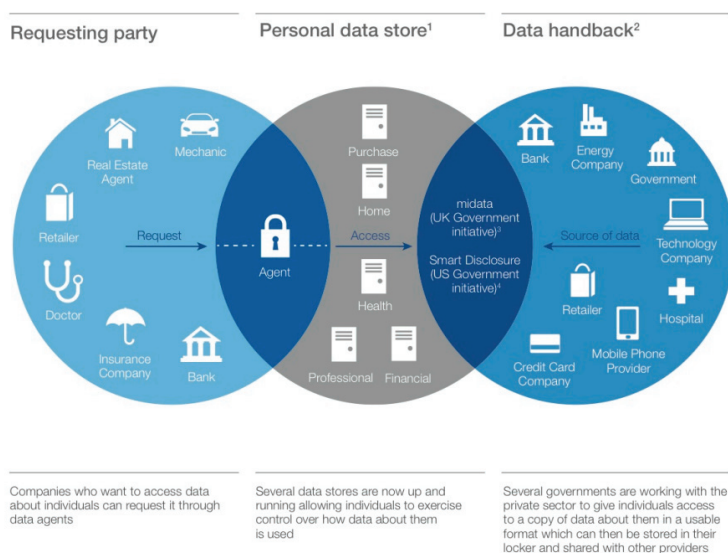 Requesting party
Personal data store¹
Data handback²
Real Estate
Agent
Mechanic
Retailer
Request
Doctor
Insurance
Company
Bank
Agent
Purchase
Home
Access
Health
Professional
Financial
midata
(UK Government
initiative)³
Smart Disclosure
(US Government
initiative)⁴
Bank
Energy
Company
Government
Source of data
Technology
Company
Retailer
Hospital
Mobile Phone
Provider
Credit Card
Company
Companies who want to access data
about individuals can request it through
data agents
Several data stores are now up and
running allowing individuals to exercise
control over how data about them
is used
Several governments are working with the
private sector to give individuals access
to a copy of data about them in a usable
format which can then be stored in their
locker and shared with other providers